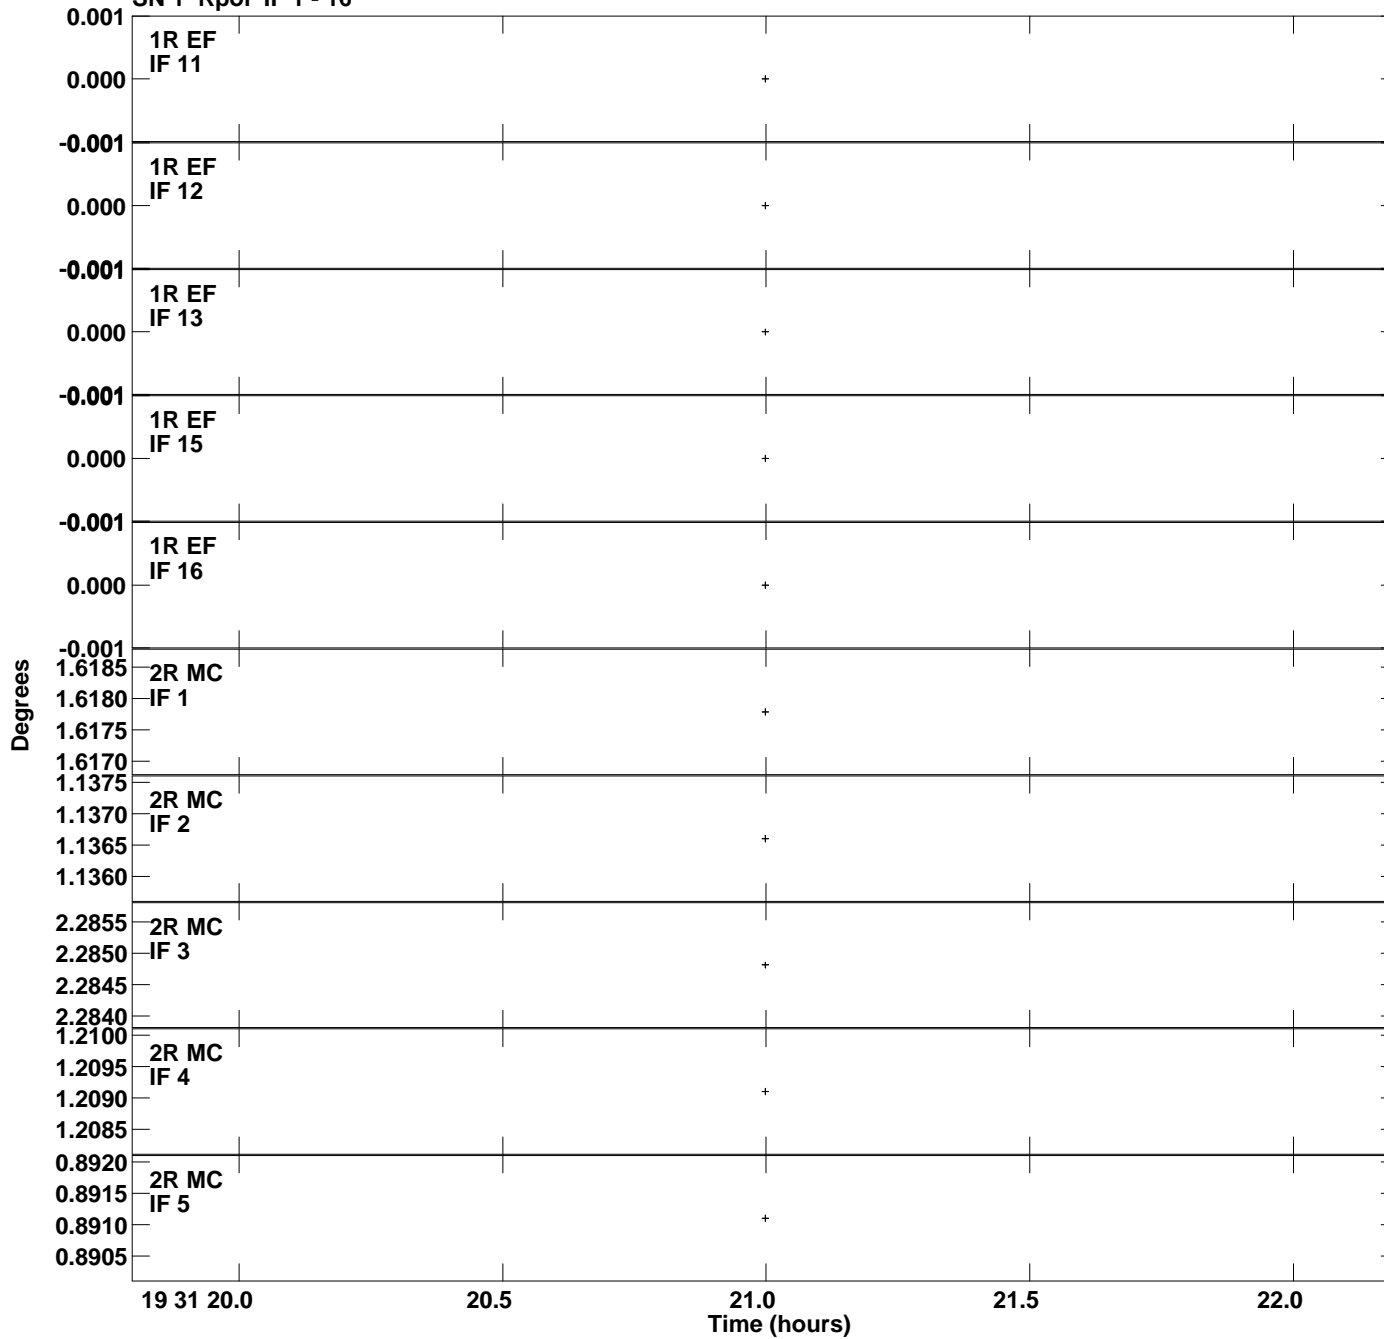 SN 1 Rpol IF 1 - 16
0.001
1R EF
IF 11
0.000
-0.001
1R EF
IF 12
0.000
-0.001
1R EF
IF 13
0.000
-0.001
1R EF
IF 15
0.000
-0.001
1R EF
IF 16
0.000
-0.001
Degrees
1.6185
2R MC
1.6180
IF 1
1.6175
1.6170
1.1375
2R MC
1.1370
IF 2
1.1365
1.1360
2.2855
2R MC
2.2850
IF 3
2.2845
2.2840
1.2100
2R MC
1.2095
IF 4
1.2090
1.2085
0.8920
2R MC
0.8915
IF 5
0.8910
0.8905
19 31 20.0 20.5 21.0 21.5 22.0
Time (hours)